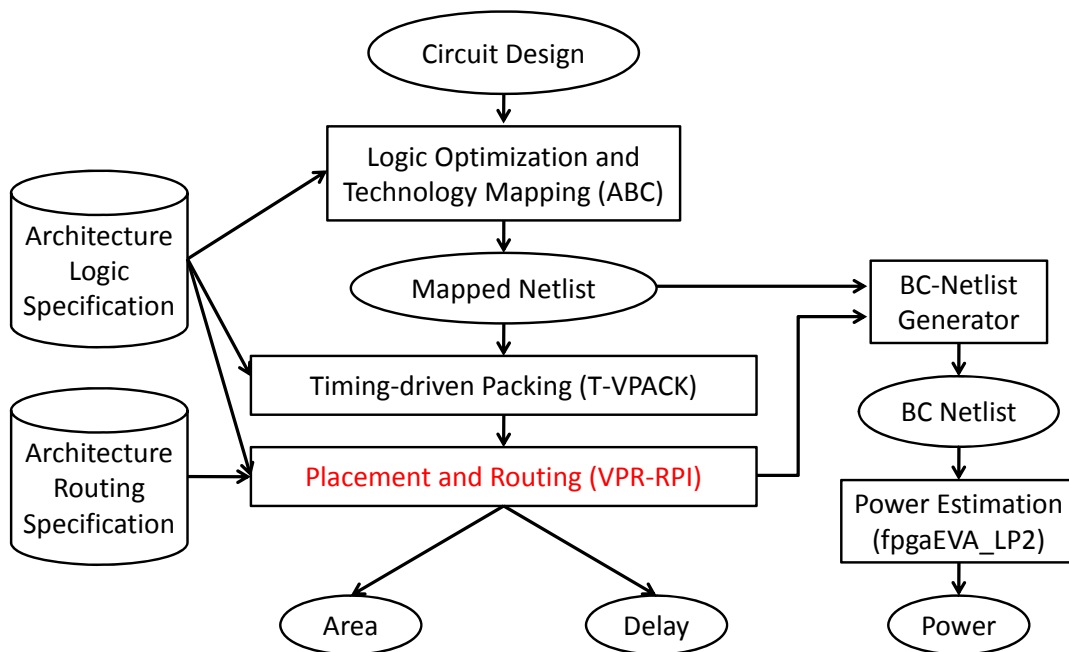 Circuit Design
Logic Optimization and
Technology Mapping (ABC)
Architecture
Logic
Specification
Mapped Netlist
BC-Netlist
Generator
Timing-driven Packing (T-VPACK)
BC Netlist
Architecture
Routing
Specification
Placement and Routing (VPR-RPI)
Power Estimation
(fpgaEVA_LP2)
Area
Delay
Power